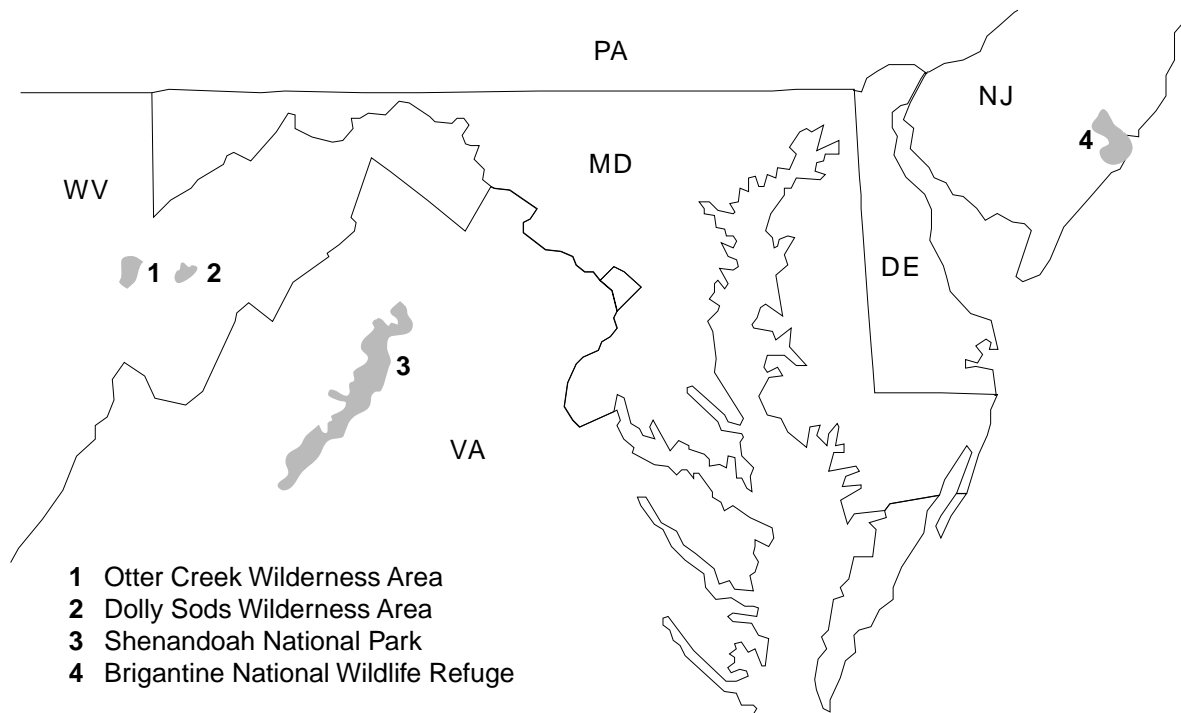 PA
NJ
4
MD
WV
DE
1
2
3
VA
1 Otter Creek Wilderness Area
2 Dolly Sods Wilderness Area
3 Shenandoah National Park
4 Brigantine National Wildlife Refuge